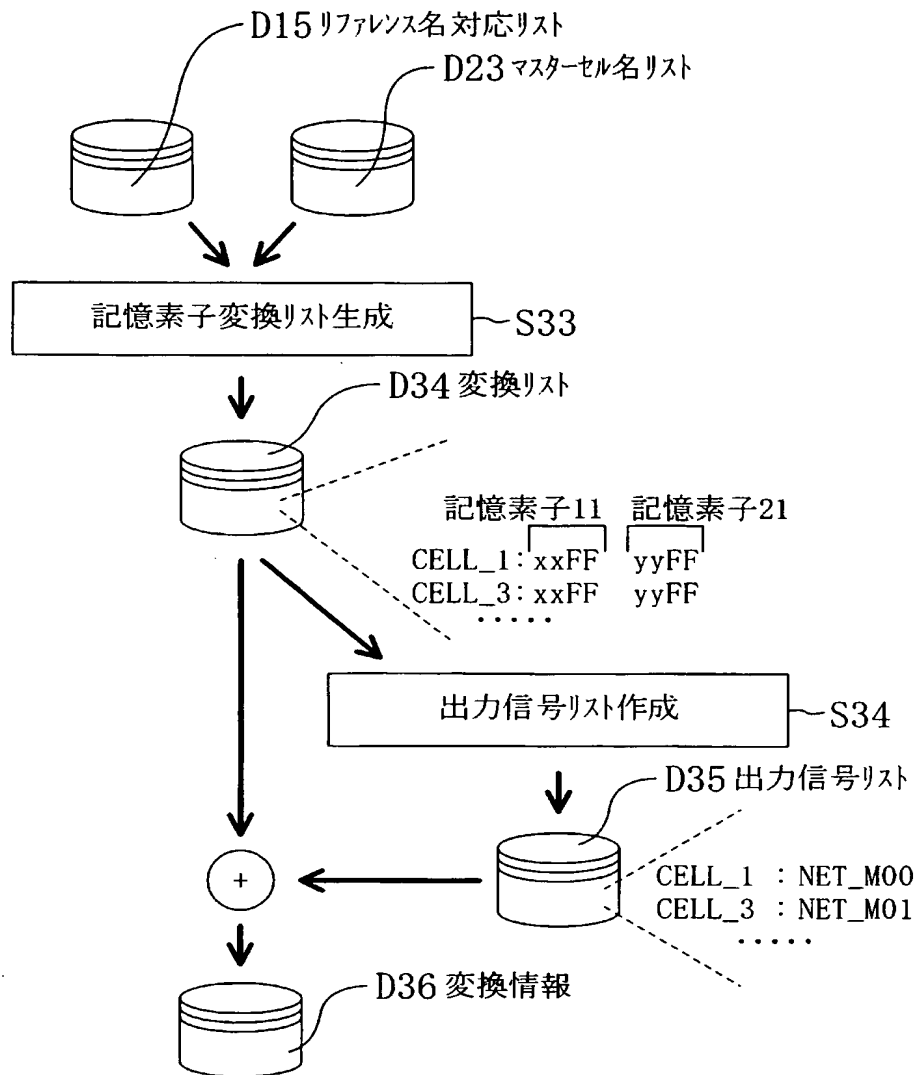 D15 リファレンス名対応リスト
D23 マスターセル名リスト
記憶素子変換リスト生成
S33
D34 変換リスト
記憶素子11 記憶素子21
CELL_1: xxFF yyFF
CELL_3: xxFF yyFF
.....
出力信号リスト作成
S34
D35 出力信号リスト
+
CELL_1 : NET_M00
CELL_3 : NET_M01
.....
D36 変換情報